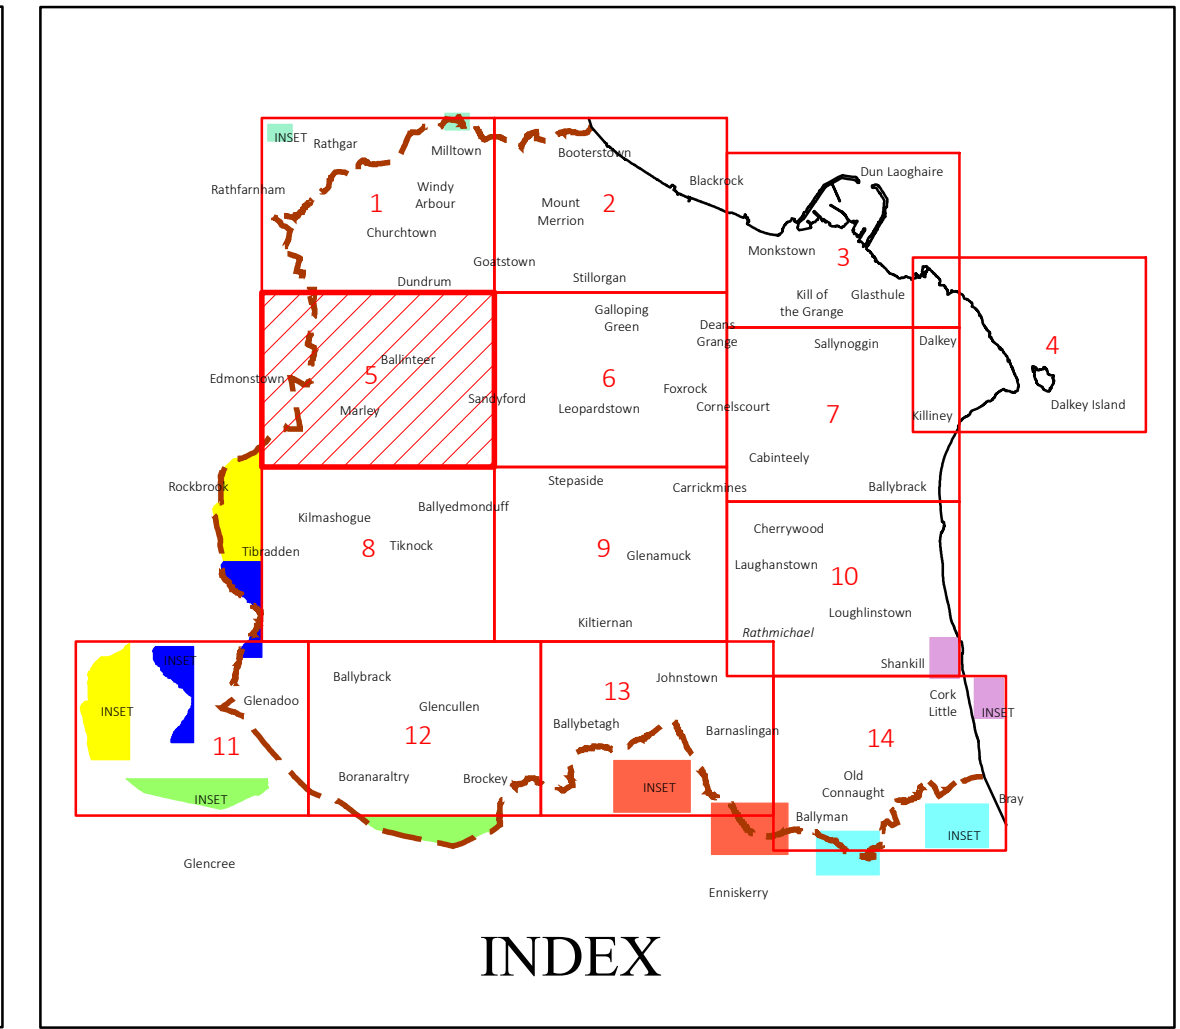 INSET
Rathgar
Milltown
Booterstown
Rathfarnham
Windy
Arbour
1
Churchtown
Mount
Merrion
2
Blackrock
Dun Laoghaire
Goatstown
Dundrum
Stillorgan
Monkstown
3
Kill of
the Grange
Glasthule
Galloping
Green
Deans
Grange
Sallynoggin
Dalkey
4
Ballinteer
5
Edmonstown
Marley
Sandyford
6
Leopardstown
Foxrock
Cornelscourt
7
Killiney
Dalkey Island
Cabinteely
Ballybrack
Rockbrook
Stepaside
Carrickmines
Kilmashogue
Ballyedmonduff
Tibradden
8
Tiknock
9
Glenamuck
Cherrywood
Laughanstown
10
Loughlinstown
Kiltiernan
Rathmichael
Shankill
INSET
INSET
Glenadoo
11
INSET
Ballybrack
Glencullen
12
Boranaraltry
Brockey
13
Johnstown
Ballybetagh
Barnaslingan
INSET
Cork
Little
INSET
14
Old
Connaught
Bray
Ballyman
INSET
Glencree
Enniskerry
INDEX